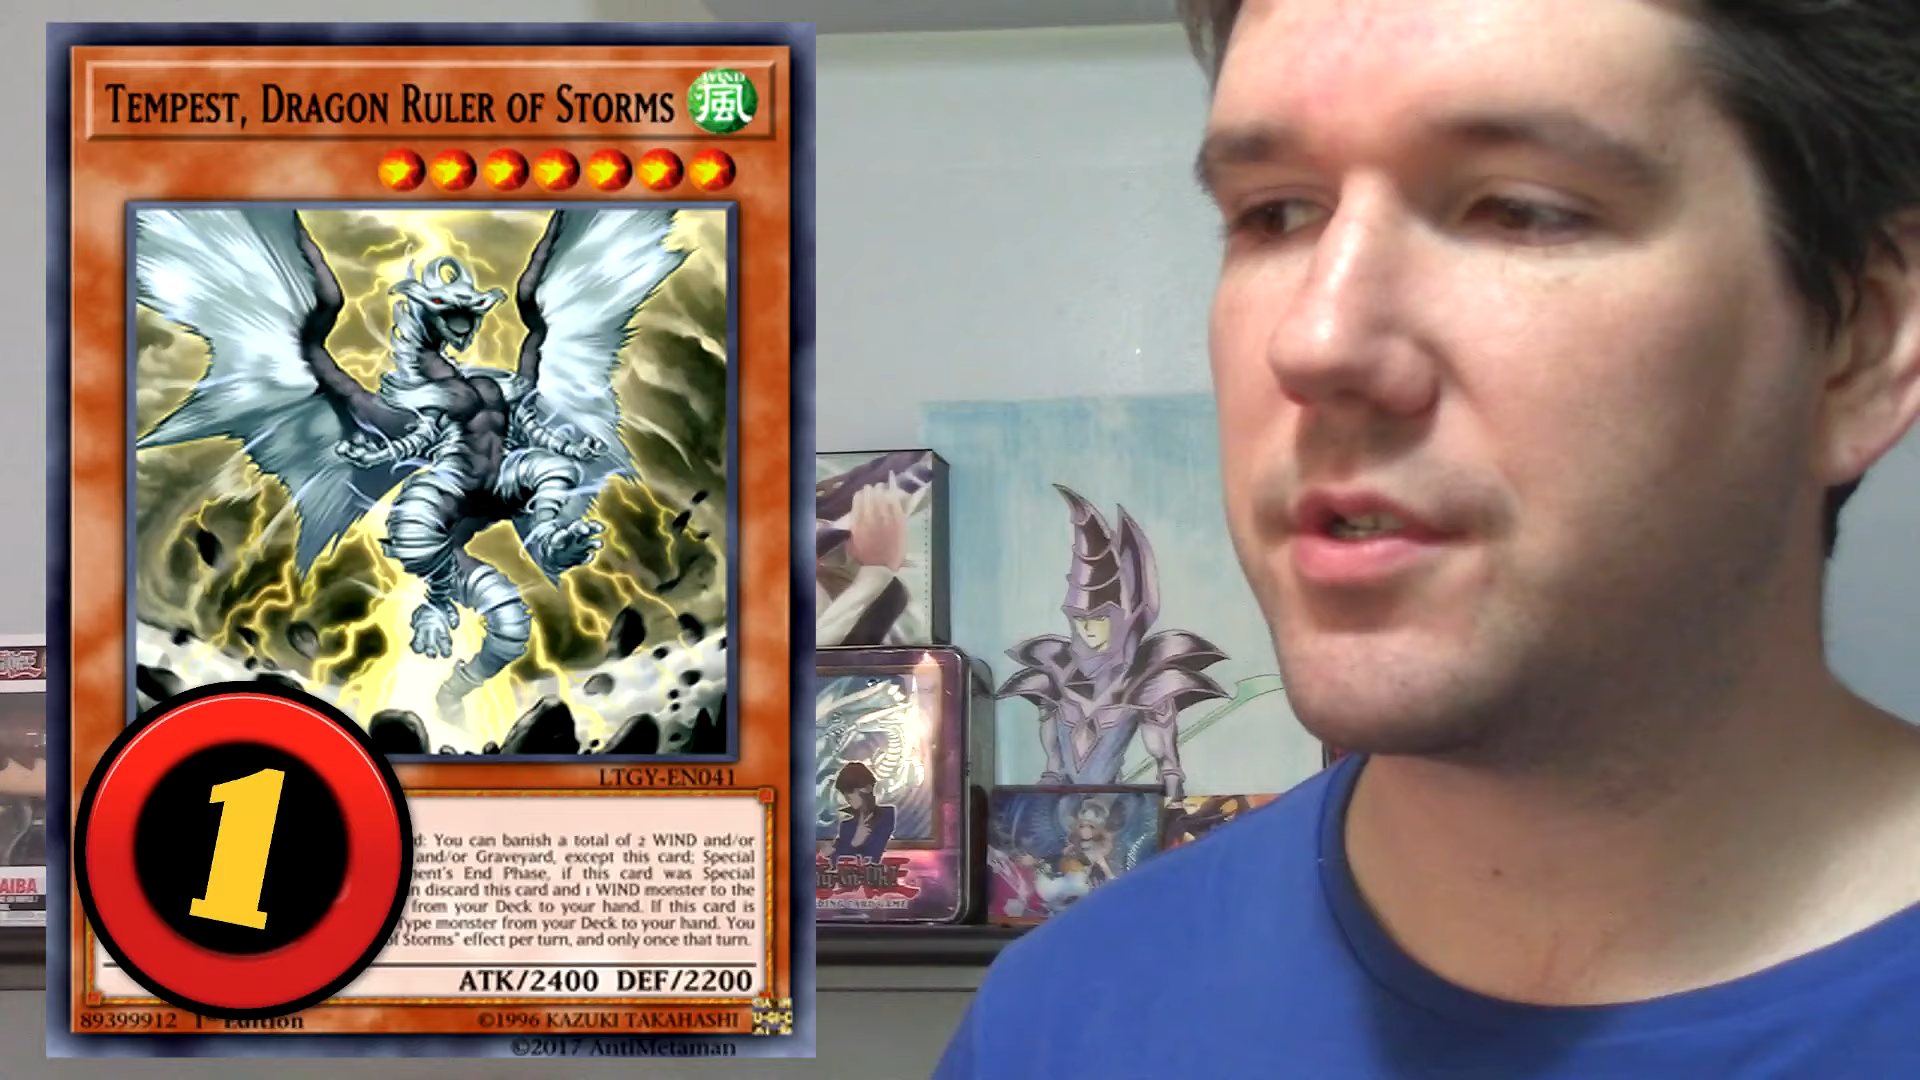 TEMPEST, DRAGON RULER OF STORMS
WIND
風
LTGY-EN041
1
d: You can banish a total of 2 WIND and/or
and/or Graveyard, except this card; Special
ent's End Phase, if this card was Special
n discard this card and 1 WIND monster to the
from your Deck to your hand. If this card is
Type monster from your Deck to your hand. You
of Storms" effect per turn, and only once that turn.
ATK/2400 DEF/2200
89399912 1st Edition
©1996 KAZUKI TAKAHASHI
©2017 AntiMetaman
AIBA